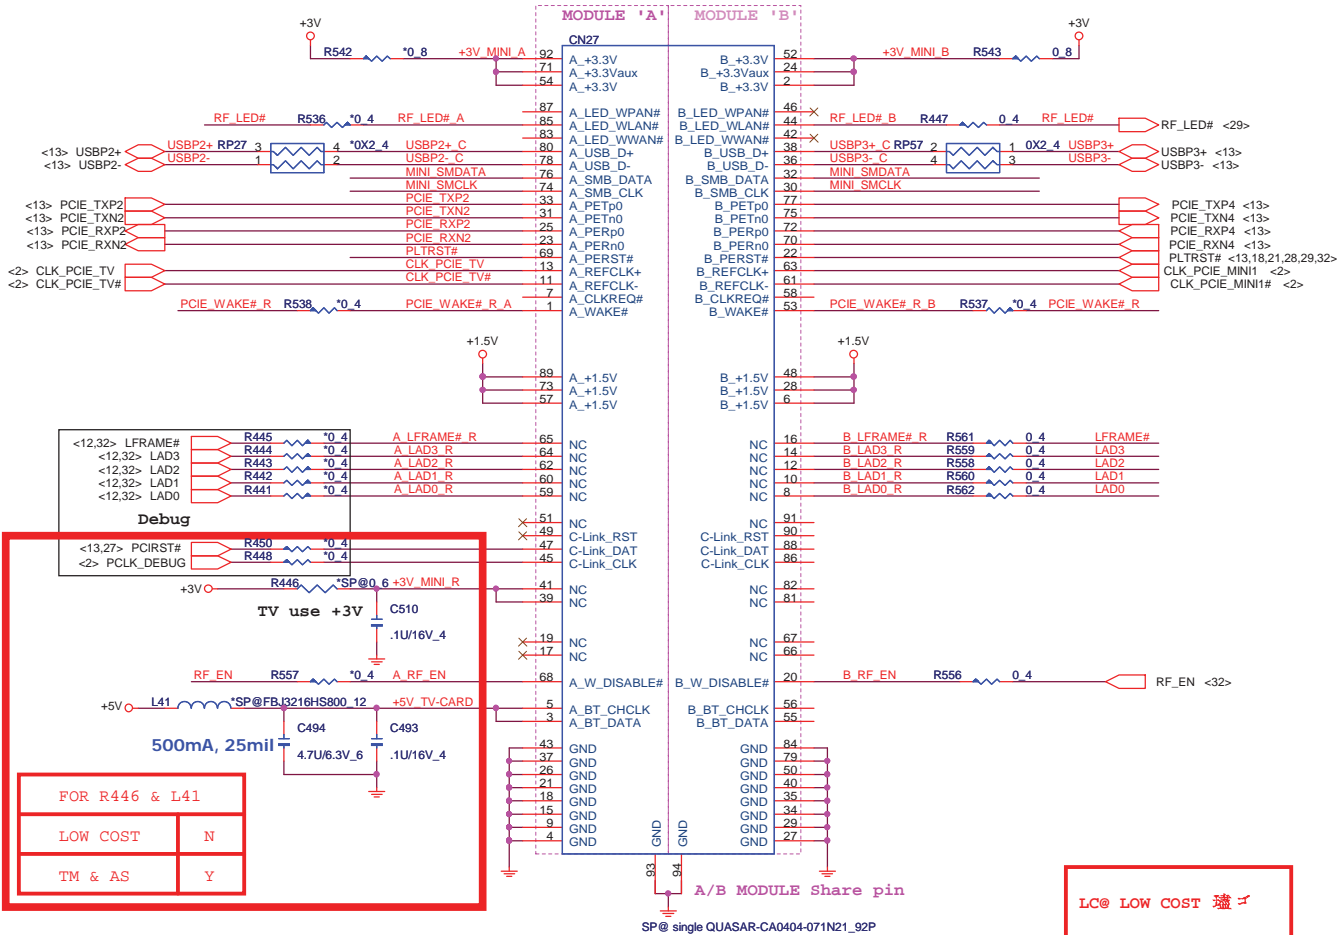 MODULE 'A' MODULE 'B'
CN27
+3V +3V
R542 *0_8 +3V_MINI_A 92 A_+3.3V B_+3.3V 52 +3V_MINI_B R543 0_8
71 A_+3.3Vaux B_+3.3Vaux 24
54 A_+3.3V B_+3.3V 2
87 A_LED_WPAN# B_LED_WPAN# 46
RF_LED# R536 *0_4 RF_LED#_A 85 A_LED_WLAN# B_LED_WLAN# 44 RF_LED#_B R447 0_4 RF_LED# RF_LED# <29>
83 A_LED_WWAN# B_LED_WWAN# 42
<13> USBP2+ USBP2+ RP27 3 4 *0X2_4 USBP2+_C 80 A_USB_D+ B_USB_D+ 38 USBP3+_C RP57 2 1 0X2_4 USBP3+ USBP3+ <13>
<13> USBP2- USBP2- 1 2 USBP2-_C 78 A_USB_D- B_USB_D- 36 USBP3-_C 4 3 USBP3- USBP3- <13>
MINI_SMDATA 76 A_SMB_DATA B_SMB_DATA 32 MINI_SMDATA
MINI_SMCLK 74 A_SMB_CLK B_SMB_CLK 30 MINI_SMCLK
<13> PCIE_TXP2 PCIE_TXP2 33 A_PETp0 B_PETp0 77 PCIE_TXP4 <13>
<13> PCIE_TXN2 PCIE_TXN2 31 A_PETn0 B_PETn0 75 PCIE_TXN4 <13>
<13> PCIE_RXP2 PCIE_RXP2 25 A_PERp0 B_PERp0 72 PCIE_RXP4 <13>
<13> PCIE_RXN2 PCIE_RXN2 23 A_PERn0 B_PERn0 70 PCIE_RXN4 <13>
PLTRST# 69 A_PERST# B_PERST# 22 PLTRST# <13,18,21,28,29,32>
<2> CLK_PCIE_TV CLK_PCIE_TV 13 A_REFCLK+ B_REFCLK+ 63 CLK_PCIE_MINI1 <2>
<2> CLK_PCIE_TV# CLK_PCIE_TV# 11 A_REFCLK- B_REFCLK- 61 CLK_PCIE_MINI1# <2>
7 A_CLKREQ# B_CLKREQ# 58
PCIE_WAKE#_R R538 *0_4 PCIE_WAKE#_R_A 1 A_WAKE# B_WAKE# 53 PCIE_WAKE#_R_B R537 *0_4 PCIE_WAKE#_R
+1.5V +1.5V
89 A_+1.5V B_+1.5V 48
73 A_+1.5V B_+1.5V 28
57 A_+1.5V B_+1.5V 6
<12,32> LFRAME# R445 *0_4 A_LFRAME#_R 65 NC NC 16 B_LFRAME#_R R561 0_4 LFRAME#
<12,32> LAD3 R444 *0_4 A_LAD3_R 64 NC NC 14 B_LAD3_R R559 0_4 LAD3
<12,32> LAD2 R443 *0_4 A_LAD2_R 62 NC NC 12 B_LAD2_R R558 0_4 LAD2
<12,32> LAD1 R442 *0_4 A_LAD1_R 60 NC NC 10 B_LAD1_R R560 0_4 LAD1
<12,32> LAD0 R441 *0_4 A_LAD0_R 59 NC NC 8 B_LAD0_R R562 0_4 LAD0
Debug
51 NC NC 91
49 C-Link_RST C-Link_RST 90
<13,27> PCIRST# R450 *0_4 47 C-Link_DAT C-Link_DAT 88
<2> PCLK_DEBUG R448 *0_4 45 C-Link_CLK C-Link_CLK 86
+3V R446 *SP@0_6 +3V_MINI_R 41 NC NC 82
39 NC NC 81
TV use +3V C510
.1U/16V_4
19 NC NC 67
17 NC NC 66
RF_EN R557 *0_4 A_RF_EN 68 A_W_DISABLE# B_W_DISABLE# 20 B_RF_EN R556 0_4 RF_EN <32>
+5V L41 *SP@FBJ3216HS800_12 +5V_TV-CARD 5 A_BT_CHCLK B_BT_CHCLK 56
3 A_BT_DATA B_BT_DATA 55
C494 C493
500mA, 25mil 4.7U/6.3V_6 .1U/16V_4
43 GND GND 84
37 GND GND 79
26 GND GND 50
21 GND GND 40
18 GND GND 35
15 GND GND 34
9 GND GND 29
4 GND GND 27
GND GND
93 94
FOR R446 & L41
LOW COST N
TM & AS Y
A/B MODULE Share pin
SP@ single QUASAR-CA0404-071N21_92P
LC@ LOW COST